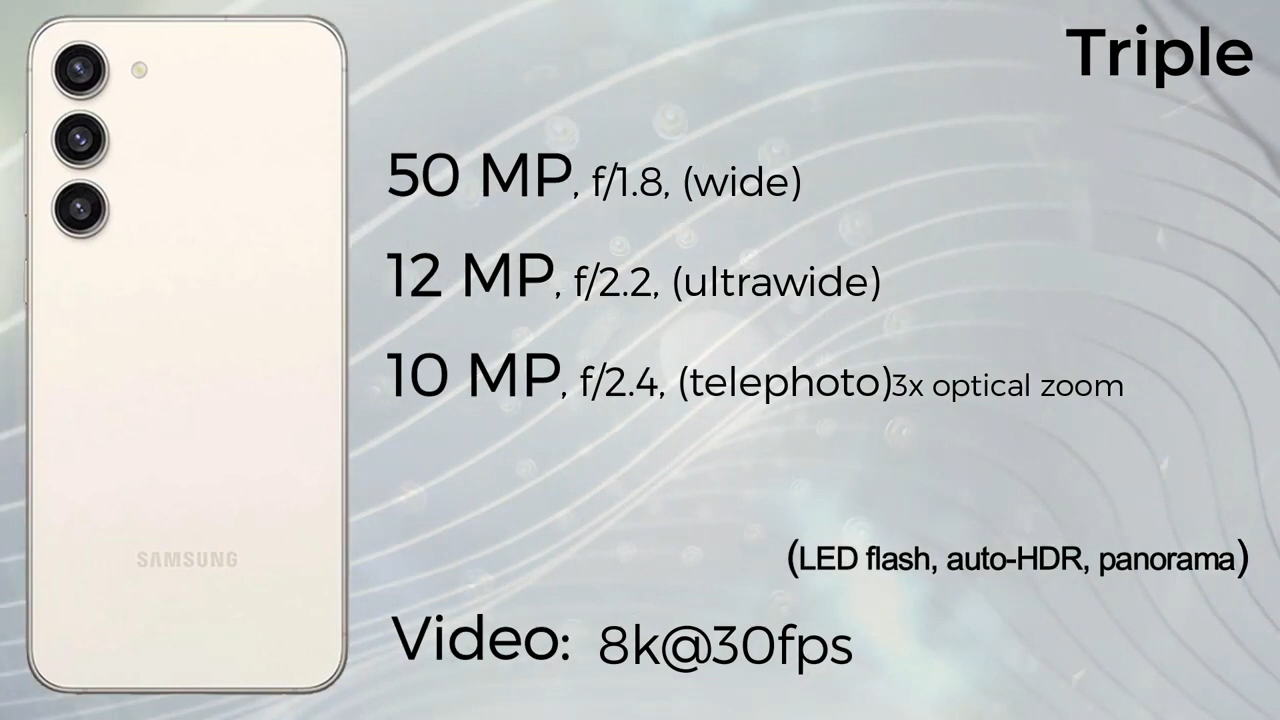 Triple
50 MP, f/1.8, (wide)
12 MP, f/2.2, (ultrawide)
10 MP, f/2.4, (telephoto)3x optical zoom
SAMSUNG
(LED flash, auto-HDR, panorama)
Video: 8k@30fps